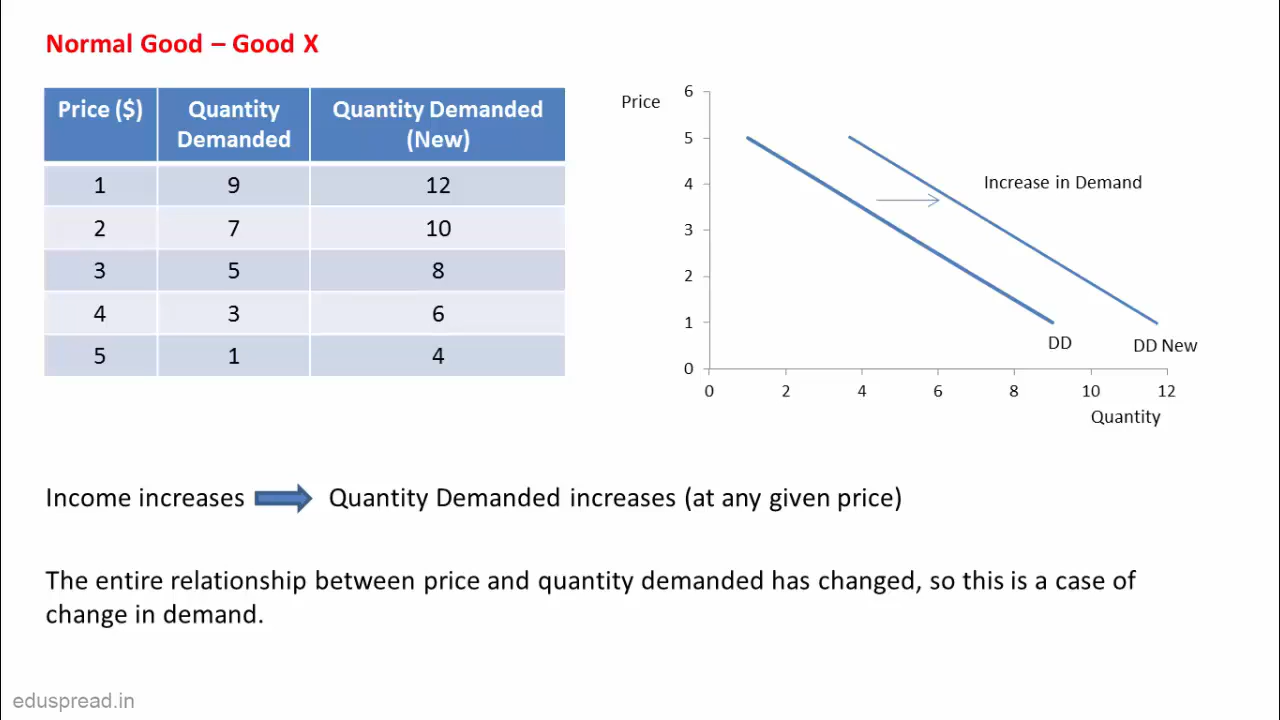 Normal Good – Good X
Price ($) Quantity Demanded Quantity Demanded (New)
1 9 12
2 7 10
3 5 8
4 3 6
5 1 4
Price
6
5
4
3
2
1
0
Increase in Demand
DD
DD New
0 2 4 6 8 10 12
Quantity
Income increases Quantity Demanded increases (at any given price)
The entire relationship between price and quantity demanded has changed, so this is a case of
change in demand.
eduspread.in